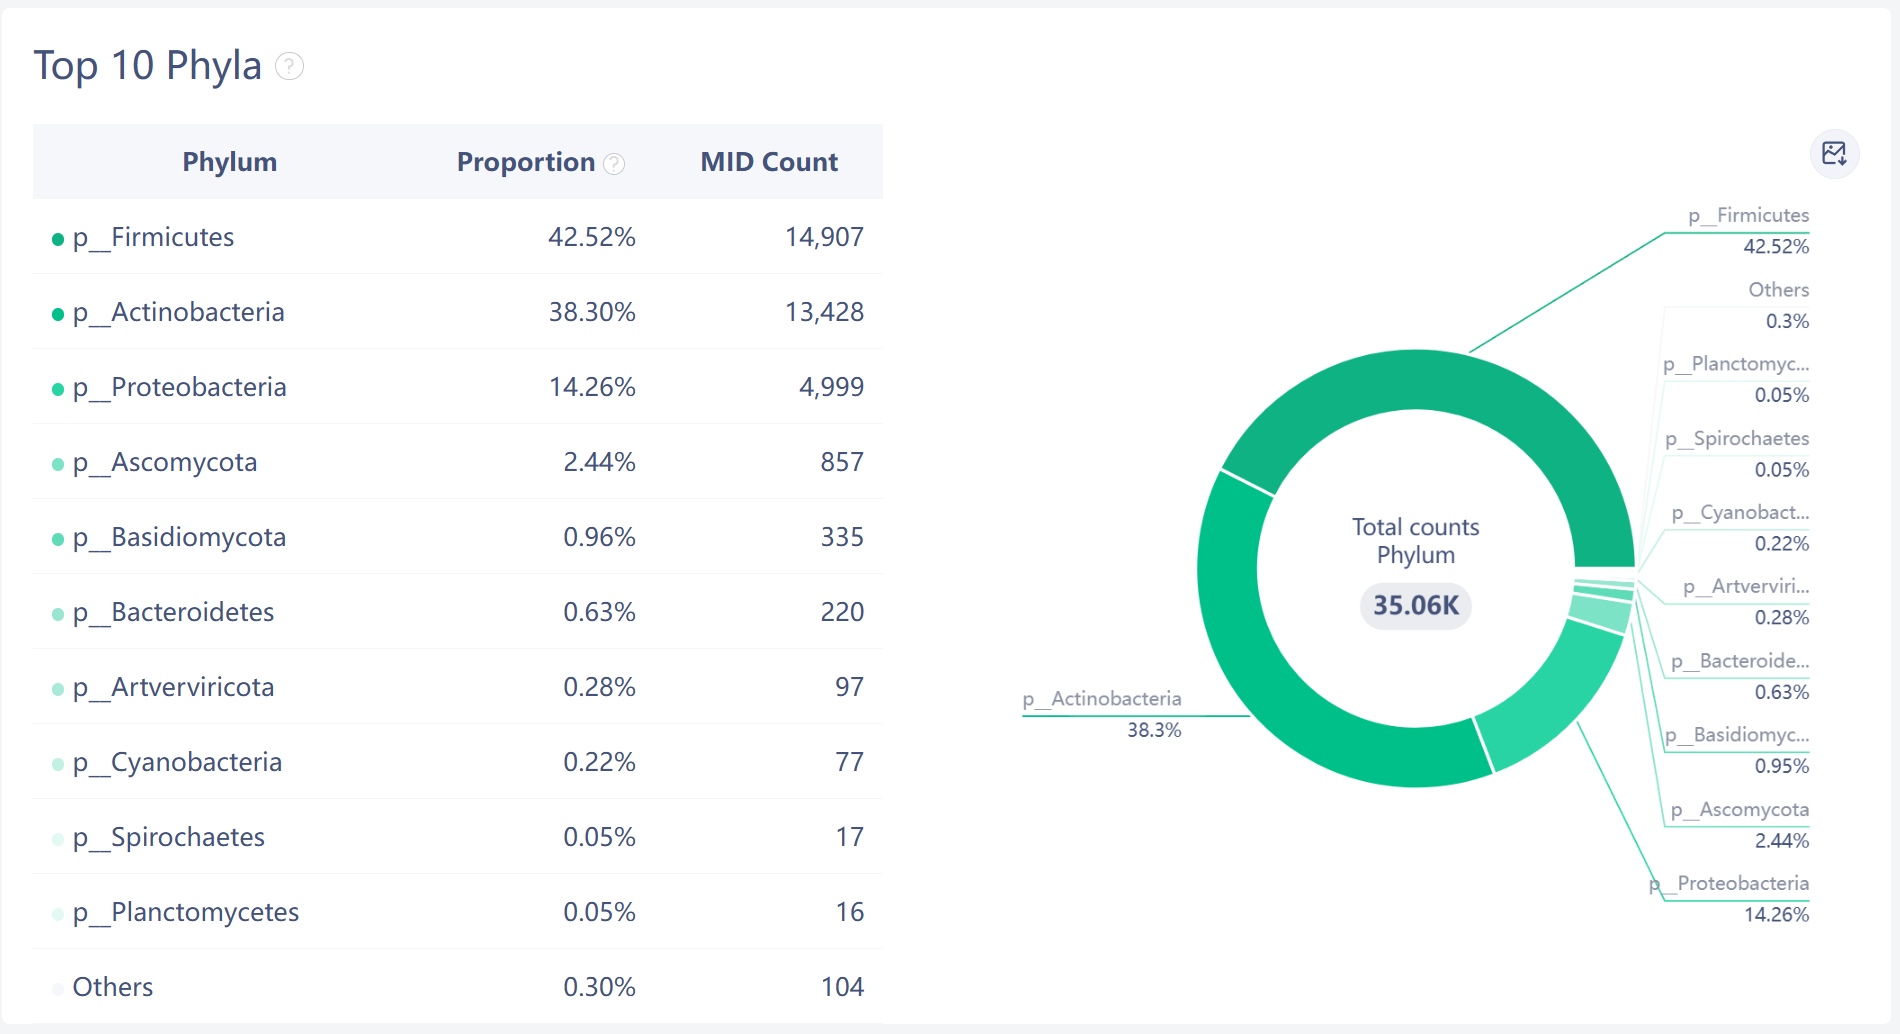 Top 10 Phyla ?
Phylum Proportion ? MID Count
p__Firmicutes 42.52% 14,907
p__Actinobacteria 38.30% 13,428
p__Proteobacteria 14.26% 4,999
p__Ascomycota 2.44% 857
p__Basidiomycota 0.96% 335
p__Bacteroidetes 0.63% 220
p__Artverviricota 0.28% 97
p__Cyanobacteria 0.22% 77
p__Spirochaetes 0.05% 17
p__Planctomycetes 0.05% 16
Others 0.30% 104
p__Firmicutes
42.52%
Others
0.3%
p__Planctomyc...
0.05%
p__Spirochaetes
0.05%
p__Cyanobact...
0.22%
p__Artverviri...
0.28%
p__Bacteroide...
0.63%
p__Basidiomyc...
0.95%
p__Ascomycota
2.44%
p__Proteobacteria
14.26%
p__Actinobacteria
38.3%
Total counts
Phylum
35.06K